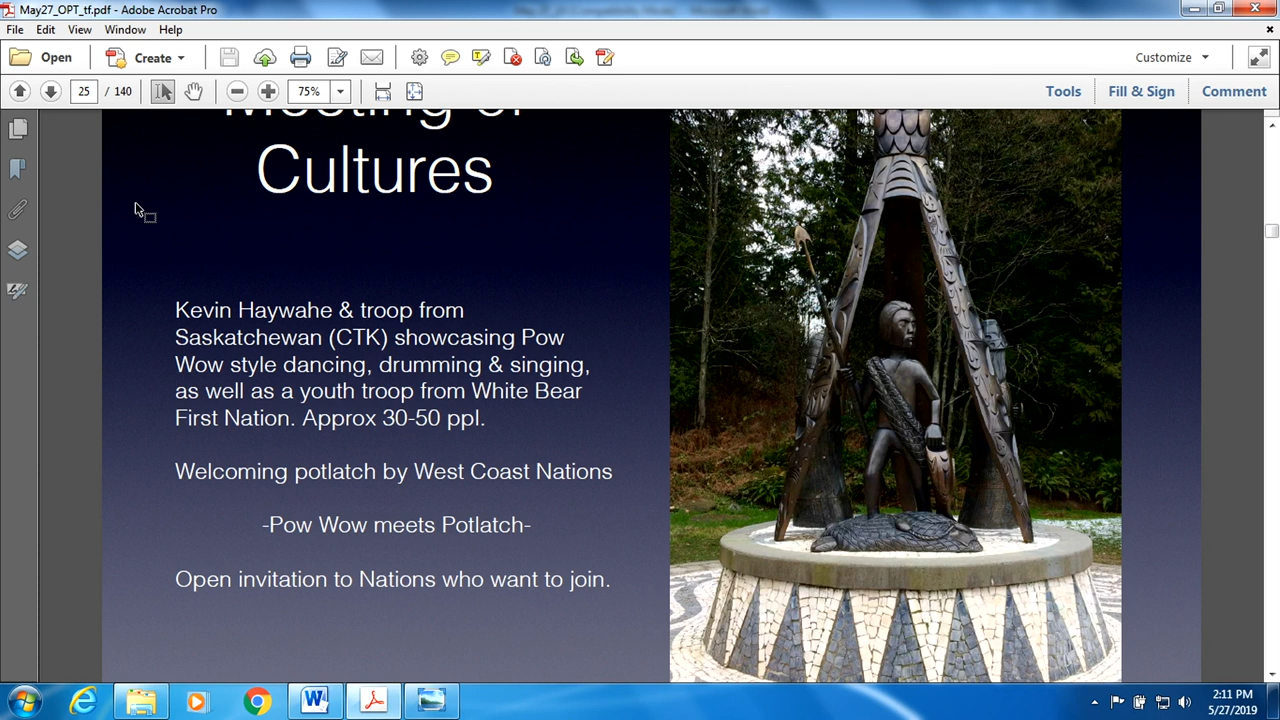 May27_OPT_tf.pdf - Adobe Acrobat Pro
File Edit View Window Help
Open Create Customize
25 / 140 75% Tools Fill & Sign Comment
Meeting of
Cultures
Kevin Haywahe & troop from
Saskatchewan (CTK) showcasing Pow
Wow style dancing, drumming & singing,
as well as a youth troop from White Bear
First Nation. Approx 30-50 ppl.
Welcoming potlatch by West Coast Nations
-Pow Wow meets Potlatch-
Open invitation to Nations who want to join.
2:11 PM
5/27/2019